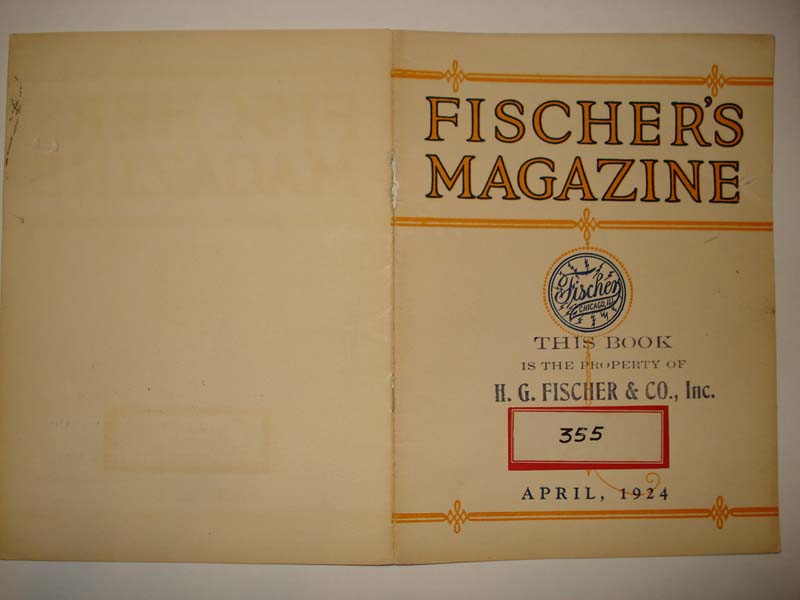 FISCHER'S
MAGAZINE
Fischer
CHICAGO, ILL.
THIS BOOK
IS THE PROPERTY OF
H. G. FISCHER & CO., Inc.
355
APRIL, 1924